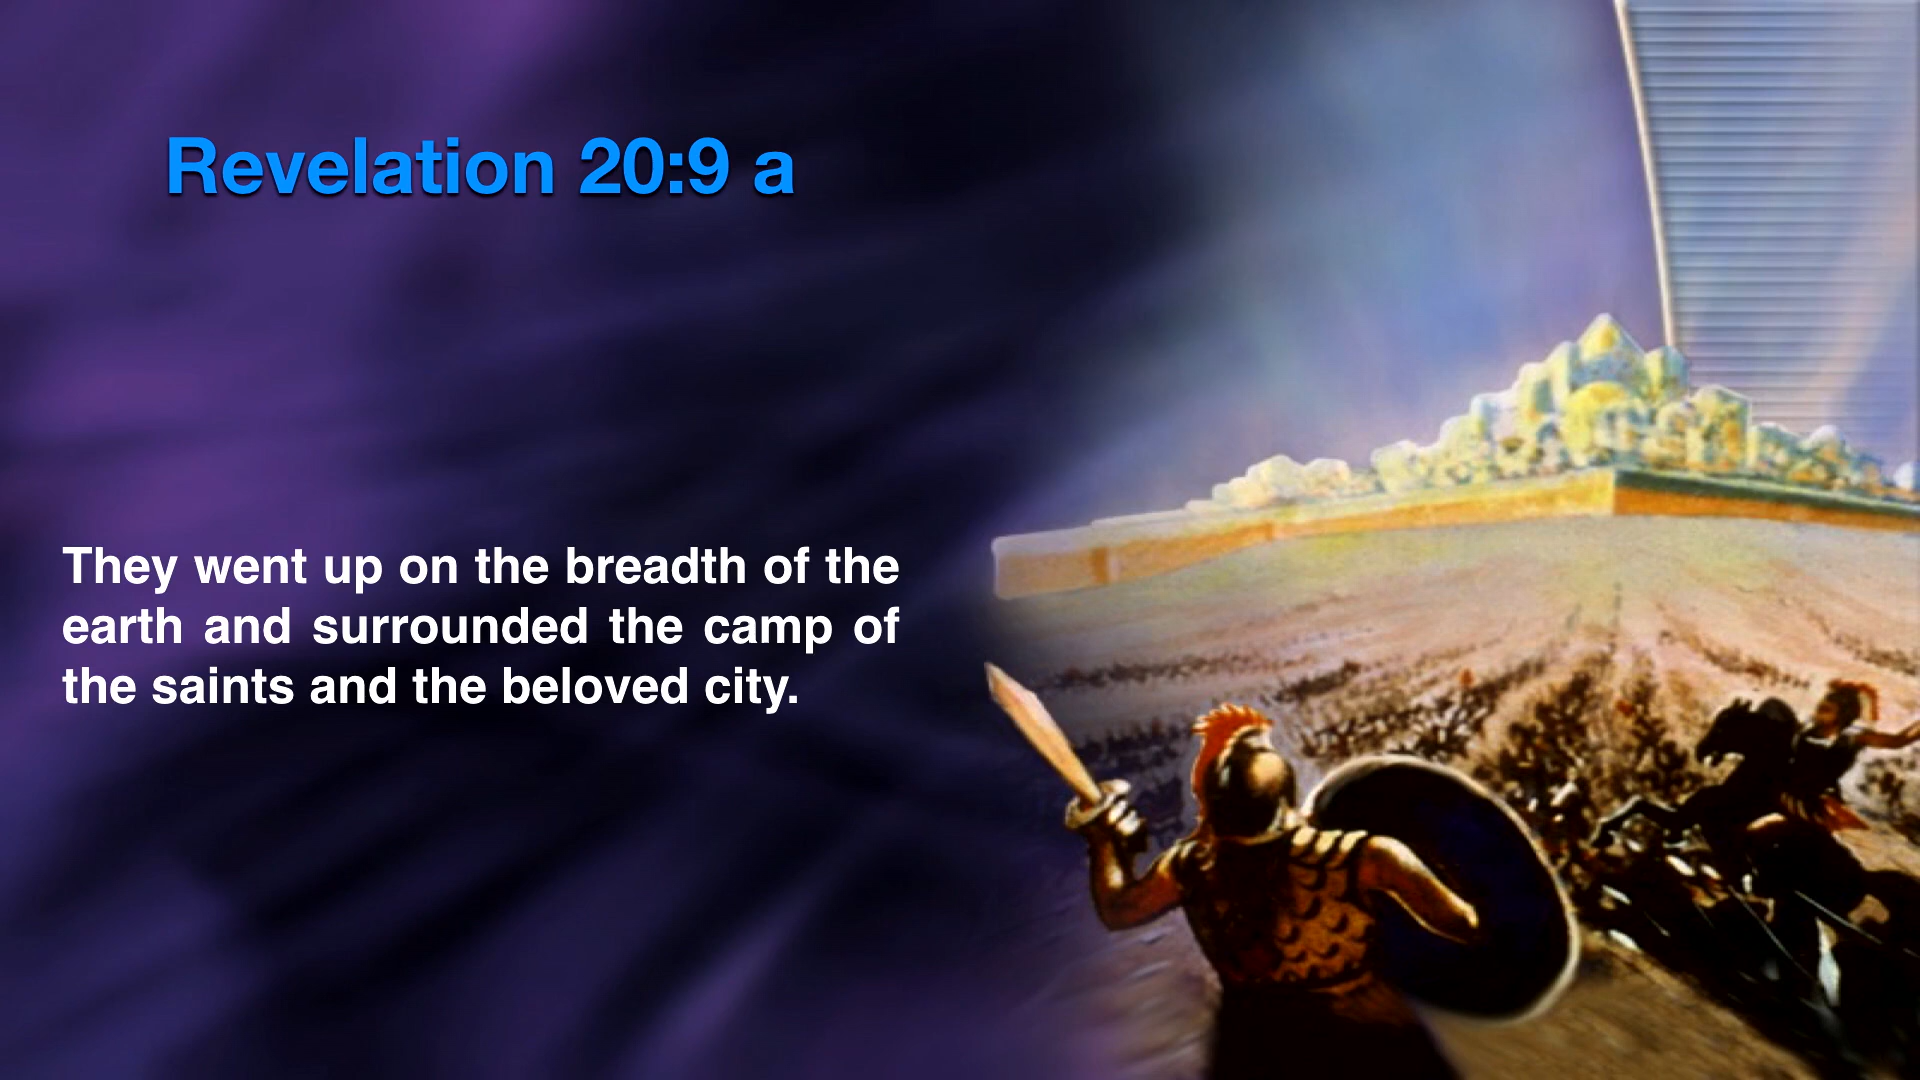 Revelation 20:9 a
They went up on the breadth of the
earth and surrounded the camp of
the saints and the beloved city.